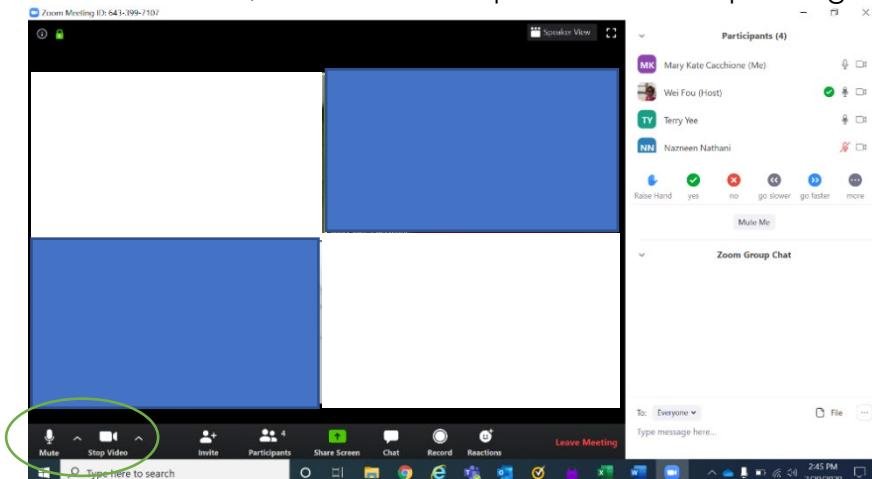 Zoom Meeting ID: 643-399-7107
Speaker View
Participants (4)
MK Mary Kate Cacchione (Me)
Wei Fou (Host)
TY Terry Yee
NN Nazneen Nathani
Raise Hand yes no go slower go faster more
Mute Me
Zoom Group Chat
To: Everyone File
Type message here...
Mute Stop Video Invite Participants 4 Share Screen Chat Record Reactions Leave Meeting
Type here to search
2:45 PM